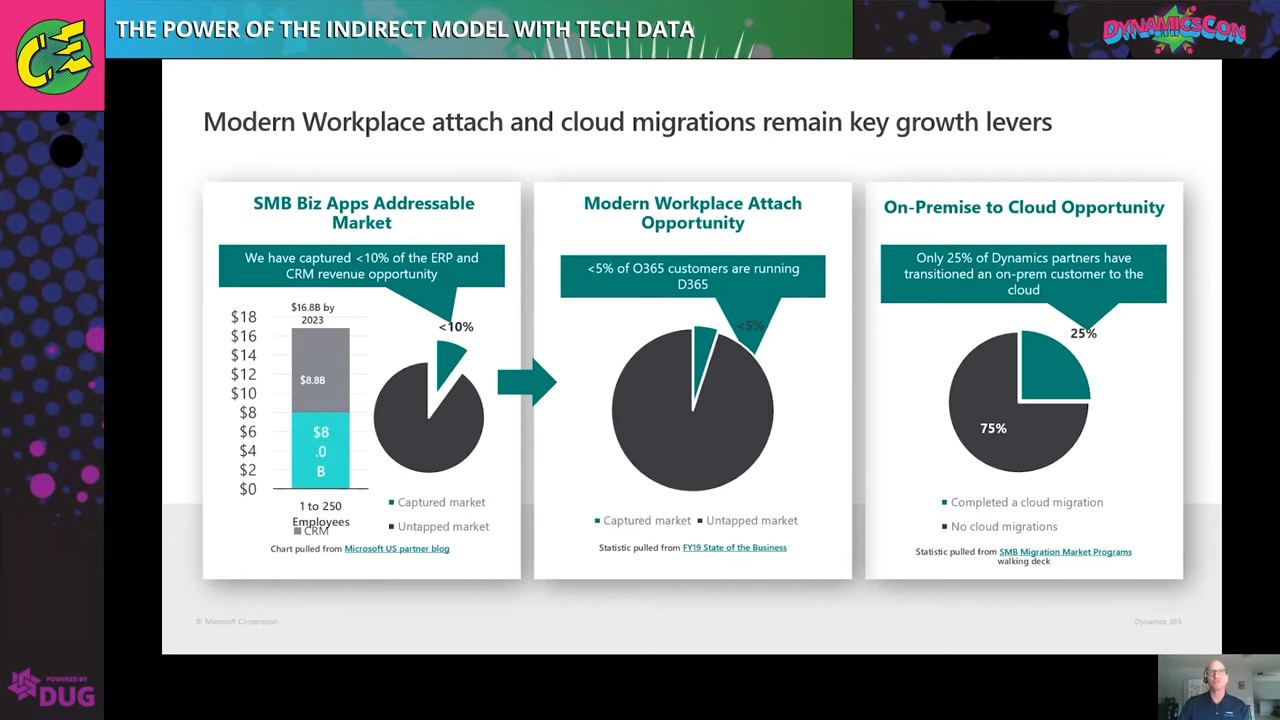 CE
THE POWER OF THE INDIRECT MODEL WITH TECH DATA
DYNAMICSCON
Modern Workplace attach and cloud migrations remain key growth levers
SMB Biz Apps Addressable
Market
We have captured <10% of the ERP and
CRM revenue opportunity
$16.8B by
2023
$18
$16
$14
$12
$10
$8
$6
$4
$2
$0
$8.8B
$8
.0
B
1 to 250
Employees
CRM
<10%
Captured market
Untapped market
Chart pulled from Microsoft US partner blog
Modern Workplace Attach
Opportunity
<5% of O365 customers are running
D365
<5%
Captured market
Untapped market
Statistic pulled from FY19 State of the Business
On-Premise to Cloud Opportunity
Only 25% of Dynamics partners have
transitioned an on-prem customer to the
cloud
25%
75%
Completed a cloud migration
No cloud migrations
Statistic pulled from SMB Migration Market Programs
walking deck
© Microsoft Corporation
Dynamics 365
POWERED BY
DUG